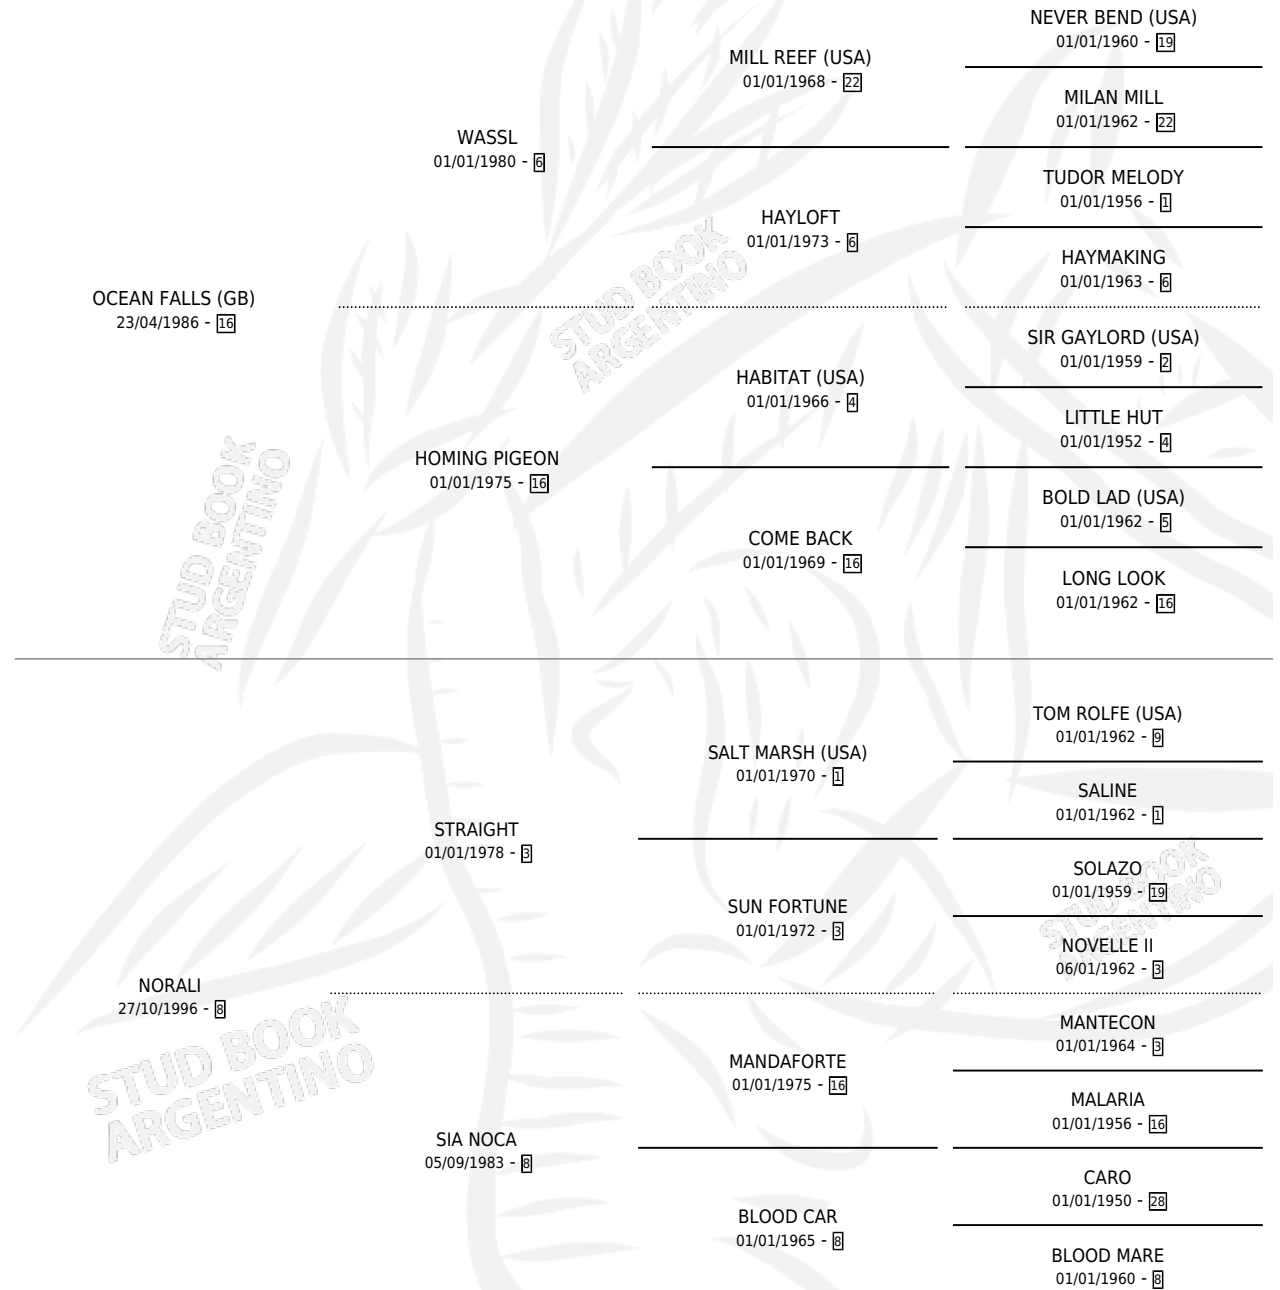 NEVER BEND (USA)
01/01/1960 - 19
MILL REEF (USA)
01/01/1968 - 22
MILAN MILL
01/01/1962 - 22
WASSL
01/01/1980 - 6
TUDOR MELODY
01/01/1956 - 1
HAYLOFT
01/01/1973 - 6
HAYMAKING
01/01/1963 - 6
OCEAN FALLS (GB)
23/04/1986 - 16
SIR GAYLORD (USA)
01/01/1959 - 2
HABITAT (USA)
01/01/1966 - 4
LITTLE HUT
01/01/1952 - 4
HOMING PIGEON
01/01/1975 - 16
BOLD LAD (USA)
01/01/1962 - 5
COME BACK
01/01/1969 - 16
LONG LOOK
01/01/1962 - 16
TOM ROLFE (USA)
01/01/1962 - 9
SALT MARSH (USA)
01/01/1970 - 1
SALINE
01/01/1962 - 1
STRAIGHT
01/01/1978 - 3
SOLAZO
01/01/1959 - 19
SUN FORTUNE
01/01/1972 - 3
NOVELLE II
06/01/1962 - 3
NORALI
27/10/1996 - 8
MANTECON
01/01/1964 - 3
MANDAFORTE
01/01/1975 - 16
MALARIA
01/01/1956 - 16
SIA NOCA
05/09/1983 - 8
CARO
01/01/1950 - 28
BLOOD CAR
01/01/1965 - 8
BLOOD MARE
01/01/1960 - 8
STUD BOOK
ARGENTINO
STUD BOOK
ARGENTINO
STUD BOOK
ARGENTINO
STUD BOOK
ARGENTINO